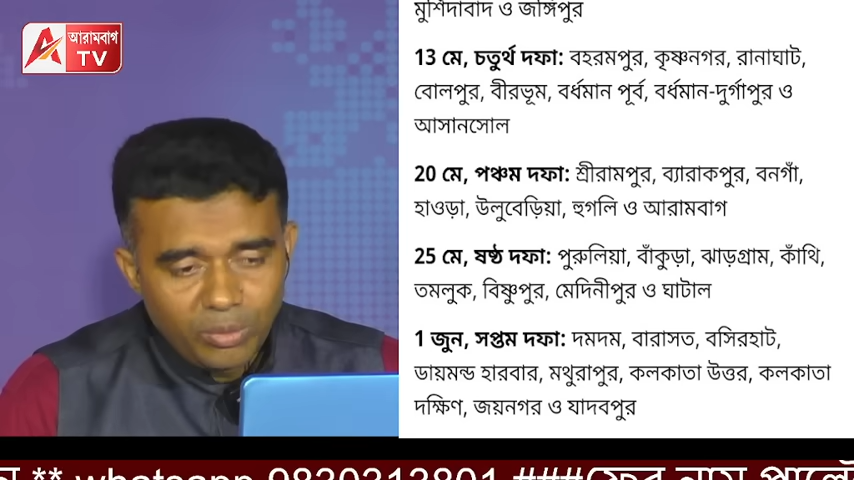 আরামবাগ
TV
মুর্শিদাবাদ ও জঙ্গিপুর
13 মে, চতুর্থ দফা: বহরমপুর, কৃষ্ণনগর, রানাঘাট,
বোলপুর, বীরভূম, বর্ধমান পূর্ব, বর্ধমান-দুর্গাপুর ও
আসানসোল
20 মে, পঞ্চম দফা: শ্রীরামপুর, ব্যারাকপুর, বনগাঁ,
হাওড়া, উলুবেড়িয়া, হুগলি ও আরামবাগ
25 মে, ষষ্ঠ দফা: পুরুলিয়া, বাঁকুড়া, ঝাড়গ্রাম, কাঁথি,
তমলুক, বিষ্ণুপুর, মেদিনীপুর ও ঘাটাল
1 জুন, সপ্তম দফা: দমদম, বারাসত, বসিরহাট,
ডায়মন্ড হারবার, মথুরাপুর, কলকাতা উত্তর, কলকাতা
দক্ষিণ, জয়নগর ও যাদবপুর
** whatsapp 9830313801 ###ফের নাম